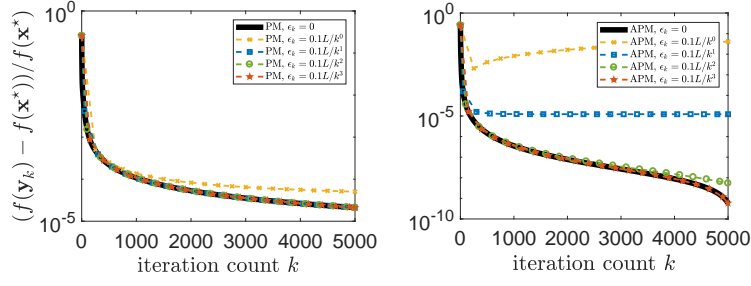 (f(y_k) − f(x*))/f(x*)
10^0
10^-5
0 1000 2000 3000 4000 5000
iteration count k
PM, ϵ_k = 0
PM, ϵ_k = 0.1L/k^0
PM, ϵ_k = 0.1L/k^1
PM, ϵ_k = 0.1L/k^2
PM, ϵ_k = 0.1L/k^3
10^0
10^-5
10^-10
0 1000 2000 3000 4000 5000
iteration count k
APM, ϵ_k = 0
APM, ϵ_k = 0.1L/k^0
APM, ϵ_k = 0.1L/k^1
APM, ϵ_k = 0.1L/k^2
APM, ϵ_k = 0.1L/k^3